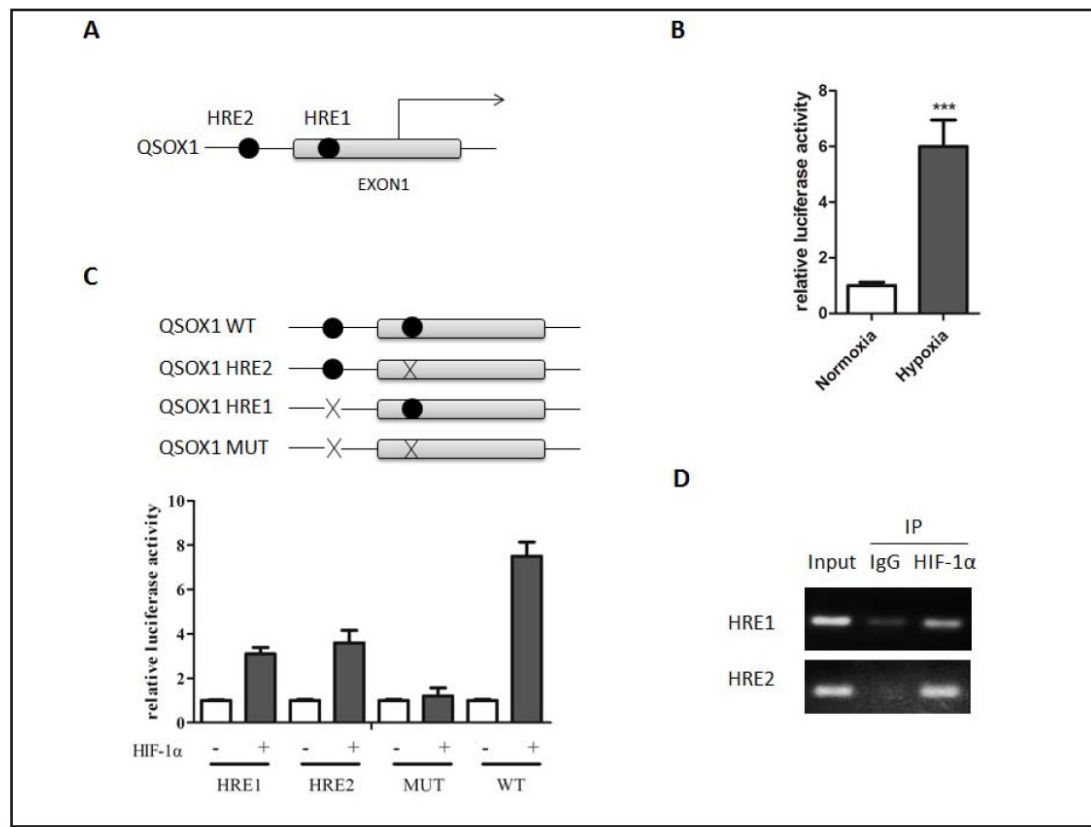 A
HRE2 HRE1
QSOX1
EXON1
B
relative luciferase activity
8
6
4
2
0
***
Normoxia
Hypoxia
C
QSOX1 WT
QSOX1 HRE2
QSOX1 HRE1
QSOX1 MUT
relative luciferase activity
10
8
6
4
2
0
HIF-1α - + - + - + - +
HRE1 HRE2 MUT WT
D
IP
Input IgG HIF-1α
HRE1
HRE2